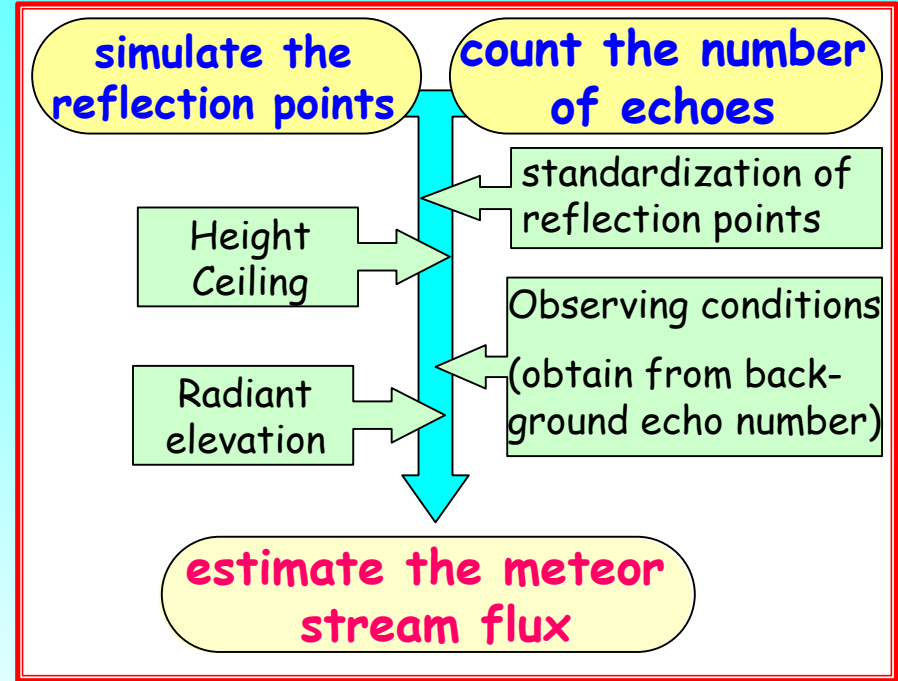 simulate the
reflection points
count the number
of echoes
standardization of
reflection points
Height
Ceiling
Observing conditions
(obtain from back-
ground echo number)
Radiant
elevation
estimate the meteor
stream flux